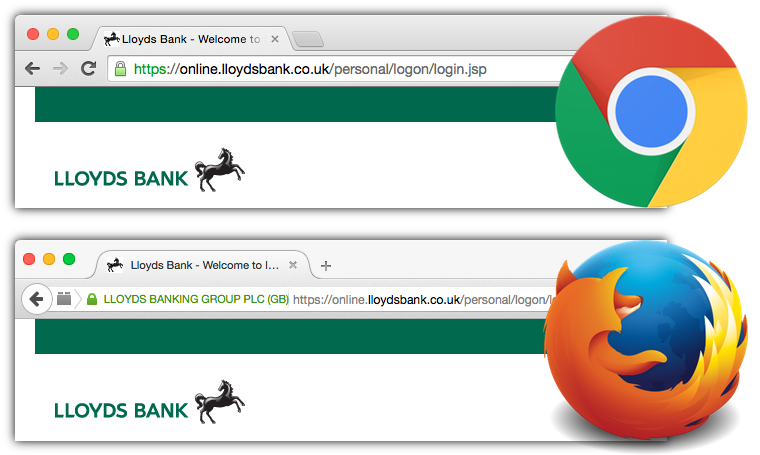 Lloyds Bank - Welcome to
https://online.lloydsbank.co.uk/personal/logon/login.jsp
LLOYDS BANK
Lloyds Bank - Welcome to I...
LLOYDS BANKING GROUP PLC (GB) https://online.lloydsbank.co.uk/personal/logon/
LLOYDS BANK